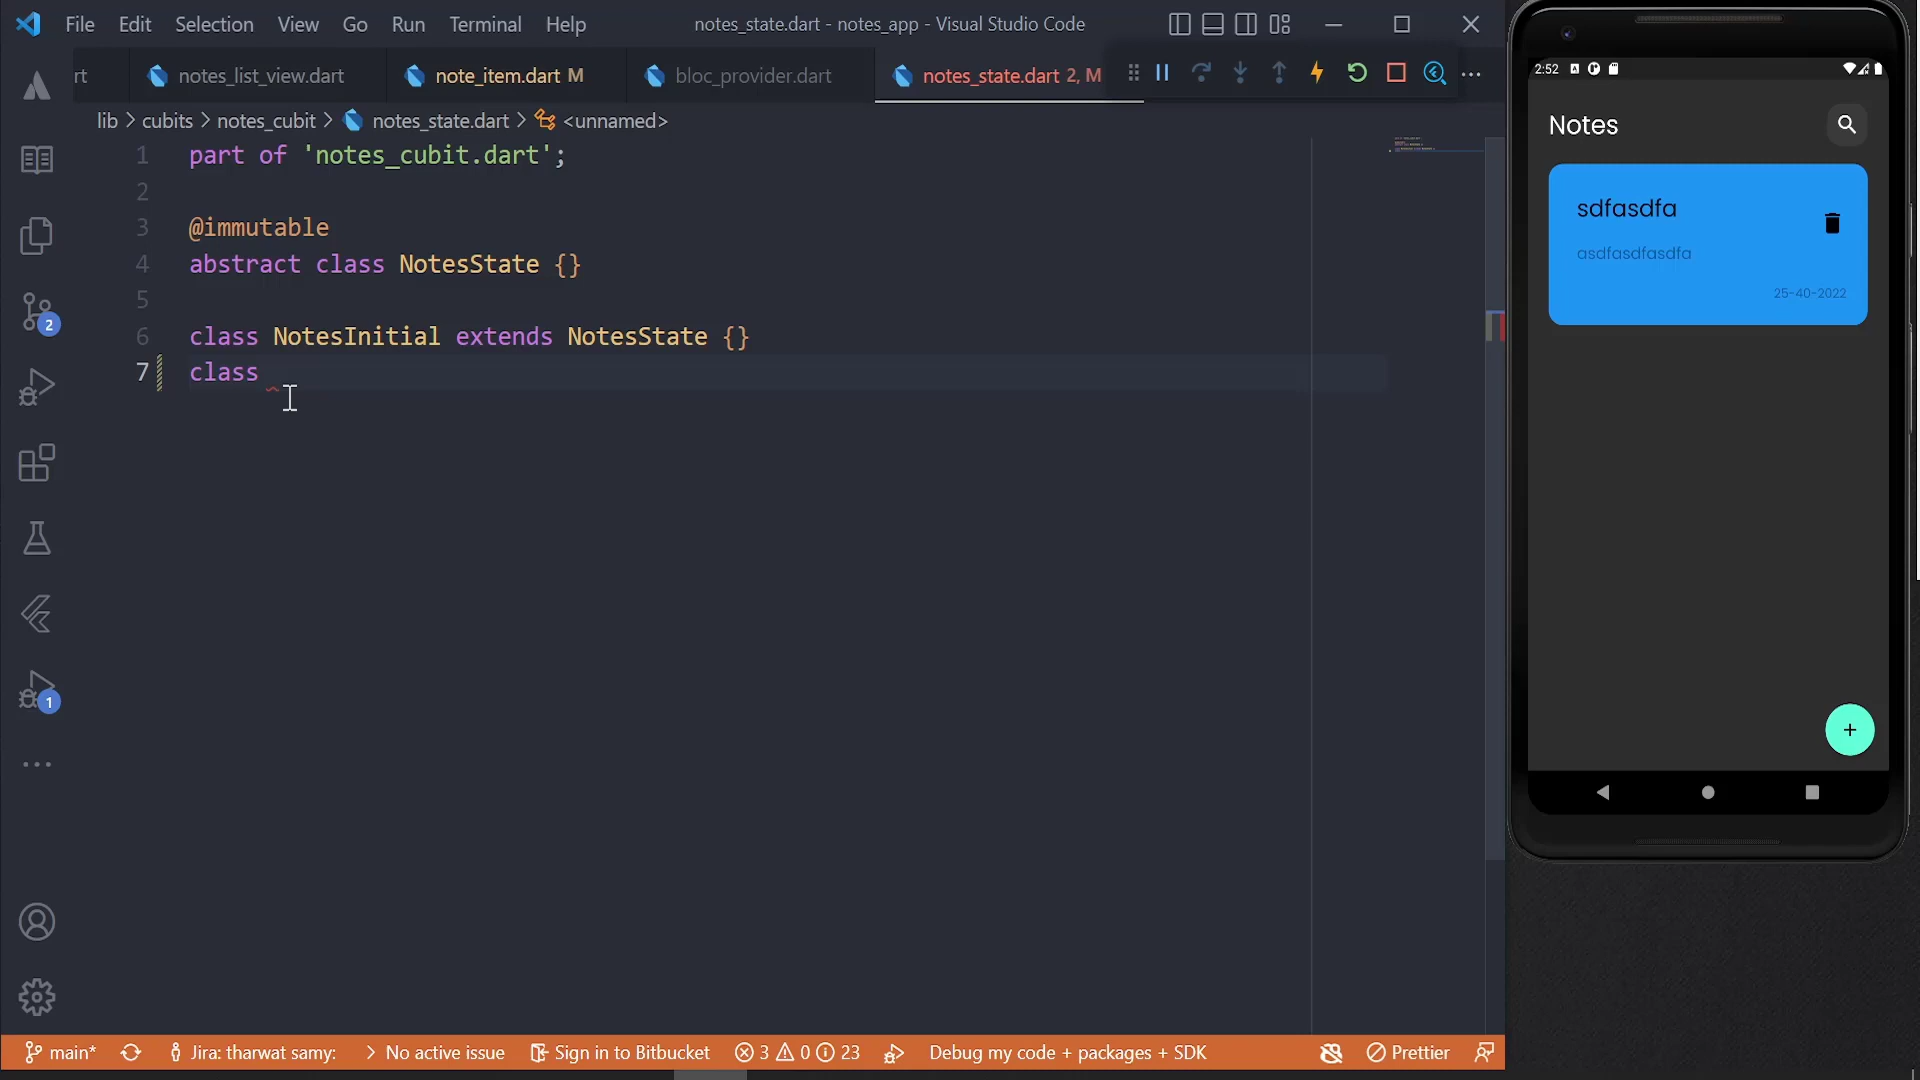 File Edit Selection View Go Run Terminal Help
notes_state.dart - notes_app - Visual Studio Code
rt
notes_list_view.dart
note_item.dart M
bloc_provider.dart
notes_state.dart 2, M
lib > cubits > notes_cubit > notes_state.dart > <unnamed>
1 part of 'notes_cubit.dart';
2
3 @immutable
4 abstract class NotesState {}
5
6 class NotesInitial extends NotesState {}
7 class
2
1
main*
Jira: tharwat samy:
No active issue
Sign in to Bitbucket
3 0 23
Debug my code + packages + SDK
Prettier
2:52
Notes
sdfasdfa
asdfasdfasdfa
25-40-2022
+